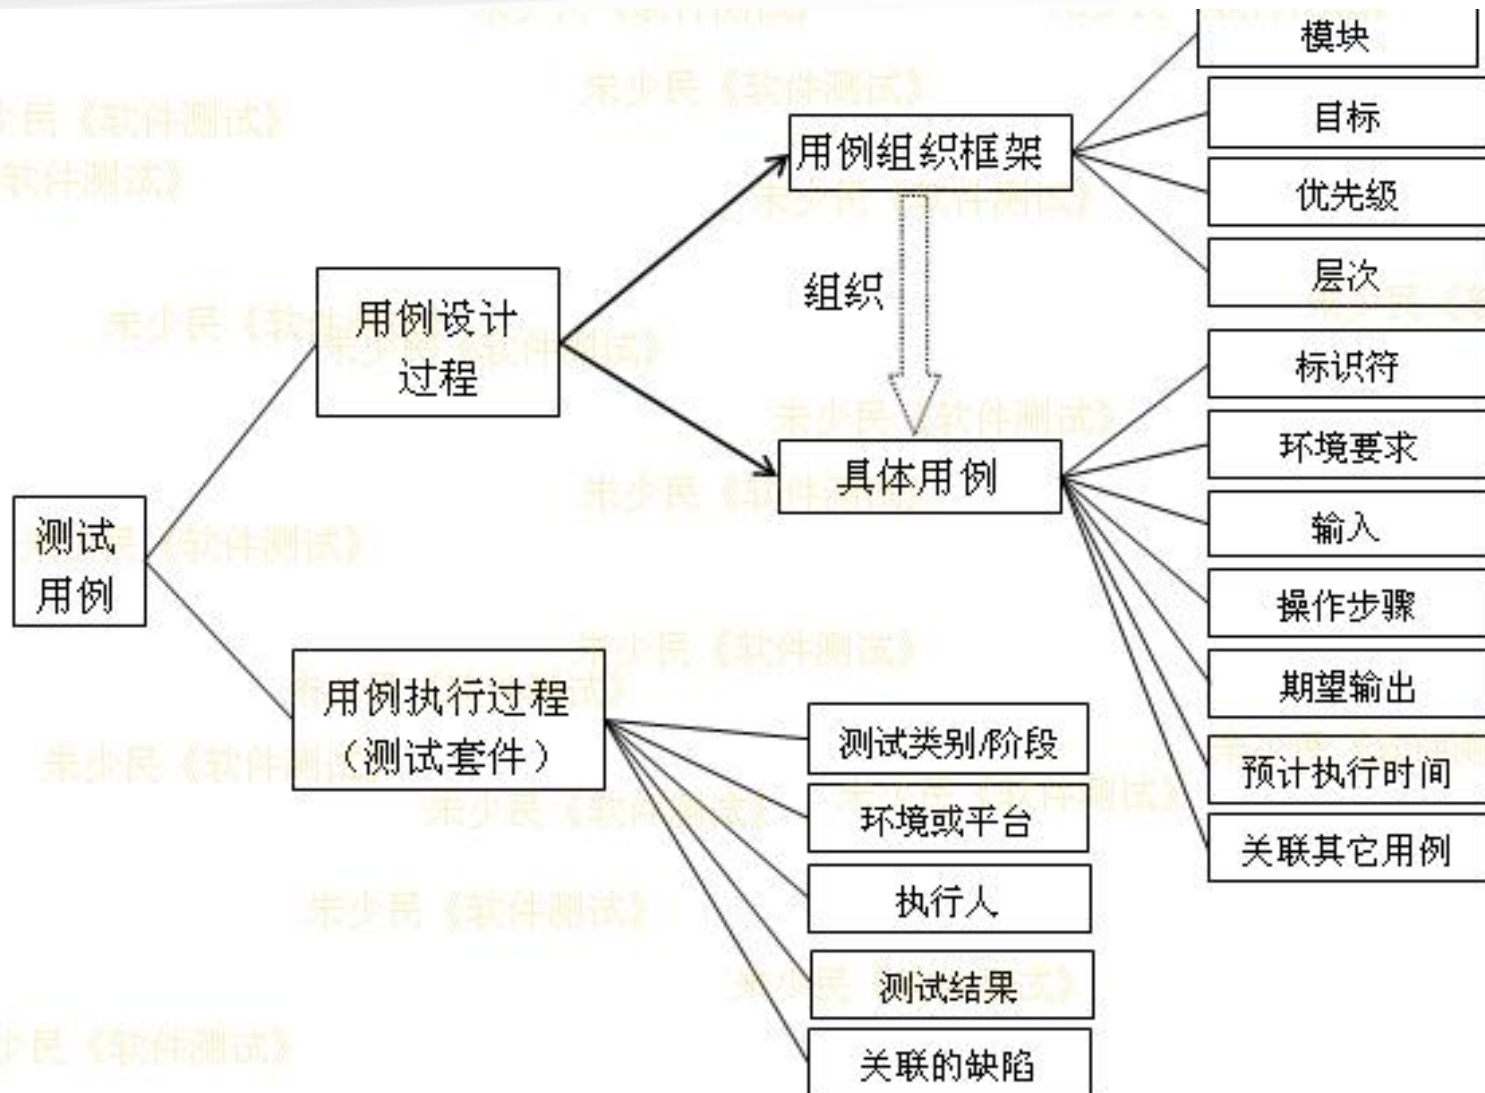 模块
目标
用例组织框架
优先级
层次
组织
用例设计
过程
标识符
环境要求
具体用例
输入
测试
用例
操作步骤
期望输出
用例执行过程
（测试套件）
测试类别/阶段
预计执行时间
环境或平台
关联其它用例
执行人
测试结果
关联的缺陷